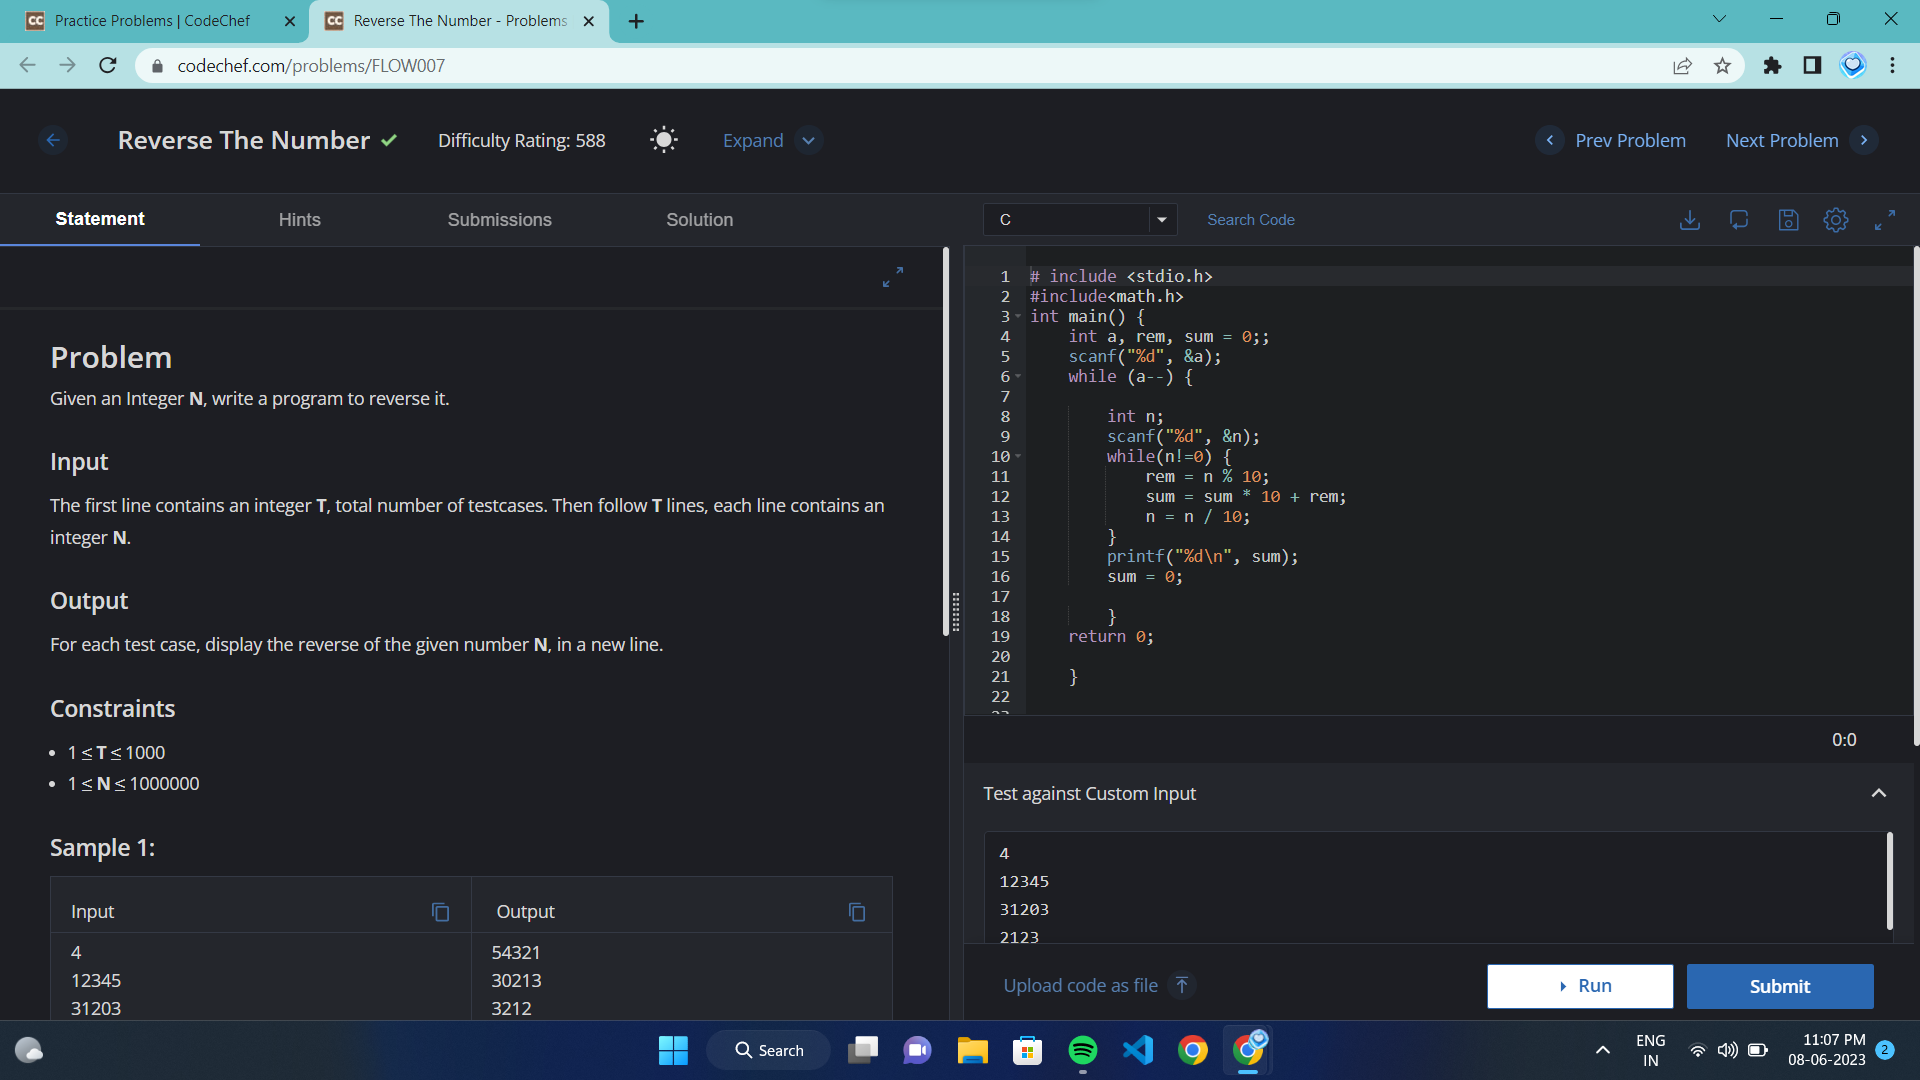 Practice Problems | CodeChef
Reverse The Number - Problems
codechef.com/problems/FLOW007
Reverse The Number
Difficulty Rating: 588
Expand
Prev Problem
Next Problem
Statement
Hints
Submissions
Solution
C
Search Code
Problem
Given an Integer N, write a program to reverse it.
Input
The first line contains an integer T, total number of testcases. Then follow T lines, each line contains an
integer N.
Output
For each test case, display the reverse of the given number N, in a new line.
Constraints
• 1 ≤ T ≤ 1000
• 1 ≤ N ≤ 1000000
Sample 1:
Input
Output
4
12345
31203
54321
30213
3212
1 # include <stdio.h>
2 #include<math.h>
3 int main() {
4     int a, rem, sum = 0;;
5     scanf("%d", &a);
6     while (a--) {
7
8         int n;
9         scanf("%d", &n);
10         while(n!=0) {
11             rem = n % 10;
12             sum = sum * 10 + rem;
13             n = n / 10;
14         }
15         printf("%d\n", sum);
16         sum = 0;
17
18         }
19     return 0;
20
21     }
22
0:0
Test against Custom Input
4
12345
31203
2123
Upload code as file
Run
Submit
Search
ENG
IN
11:07 PM
08-06-2023
2